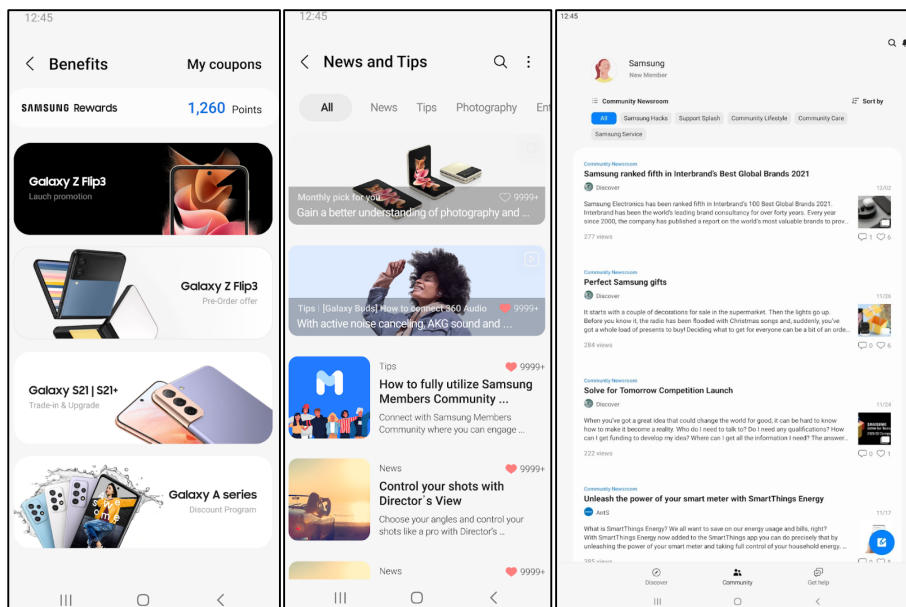 12:45
Benefits
My coupons
SAMSUNG Rewards
1,260 Points
Galaxy Z Flip3
Lauch promotion
Galaxy Z Flip3
Pre-Order offer
Galaxy S21 | S21+
Trade-in & Upgrade
Galaxy A series
Discount Program
12:45
News and Tips
All
News
Tips
Photography
Ent
Monthly pick for you
9999+
Gain a better understanding of photography and ...
Tips | [Galaxy Buds] How to connect 360 Audio
9999+
With active noise canceling, AKG sound and ...
Tips
9999+
How to fully utilize Samsung
Members Community ...
Connect with Samsung Members
Community where you can engage ...
News
9999+
Control your shots with
Director`s View
Choose your angles and control your
shots like a pro with Director's ...
News
9999+
12:45
Samsung
New Member
Community Newsroom
Sort by
All
Samsung Hacks
Support Splash
Community Lifestyle
Community Care
Samsung Service
Community Newsroom
Samsung ranked fifth in Interbrand's Best Global Brands 2021
Discover
12/02
Samsung Electronics has been ranked fifth in Interbrand's 100 Best Global Brands 2021.
Interbrand has been the world's leading brand consultancy for over forty years. Every year
since 2000, the company has published a report on the world's most valuable brands to prov...
277 views
1
6
Community Newsroom
Perfect Samsung gifts
Discover
11/26
It starts with a couple of decorations for sale in the supermarket. Then the lights go up.
Before you know it, the radio has been flooded with Christmas songs and, suddenly, you've
got a whole load of presents to buy! Deciding what to get for everyone can be a bit of an orde...
284 views
0
6
Community Newsroom
Solve for Tomorrow Competition Launch
Discover
11/24
When you've got a great idea that could change the world for good, it can be hard to know
how to make it become a reality. Who do I need to talk to? Do I need any qualifications? How
can I get funding to develop my idea? Where can I get all the information I need? The answer...
222 views
0
1
Community Newsroom
Unleash the power of your smart meter with SmartThings Energy
AntS
11/17
What is SmartThings Energy? We all want to save on our energy usage and bills, right?
With SmartThings Energy now added to the SmartThings app you can do precisely that by
unleashing the power of your smart meter and taking full control of your household energy. ...
385 views
Discover
Community
Get help